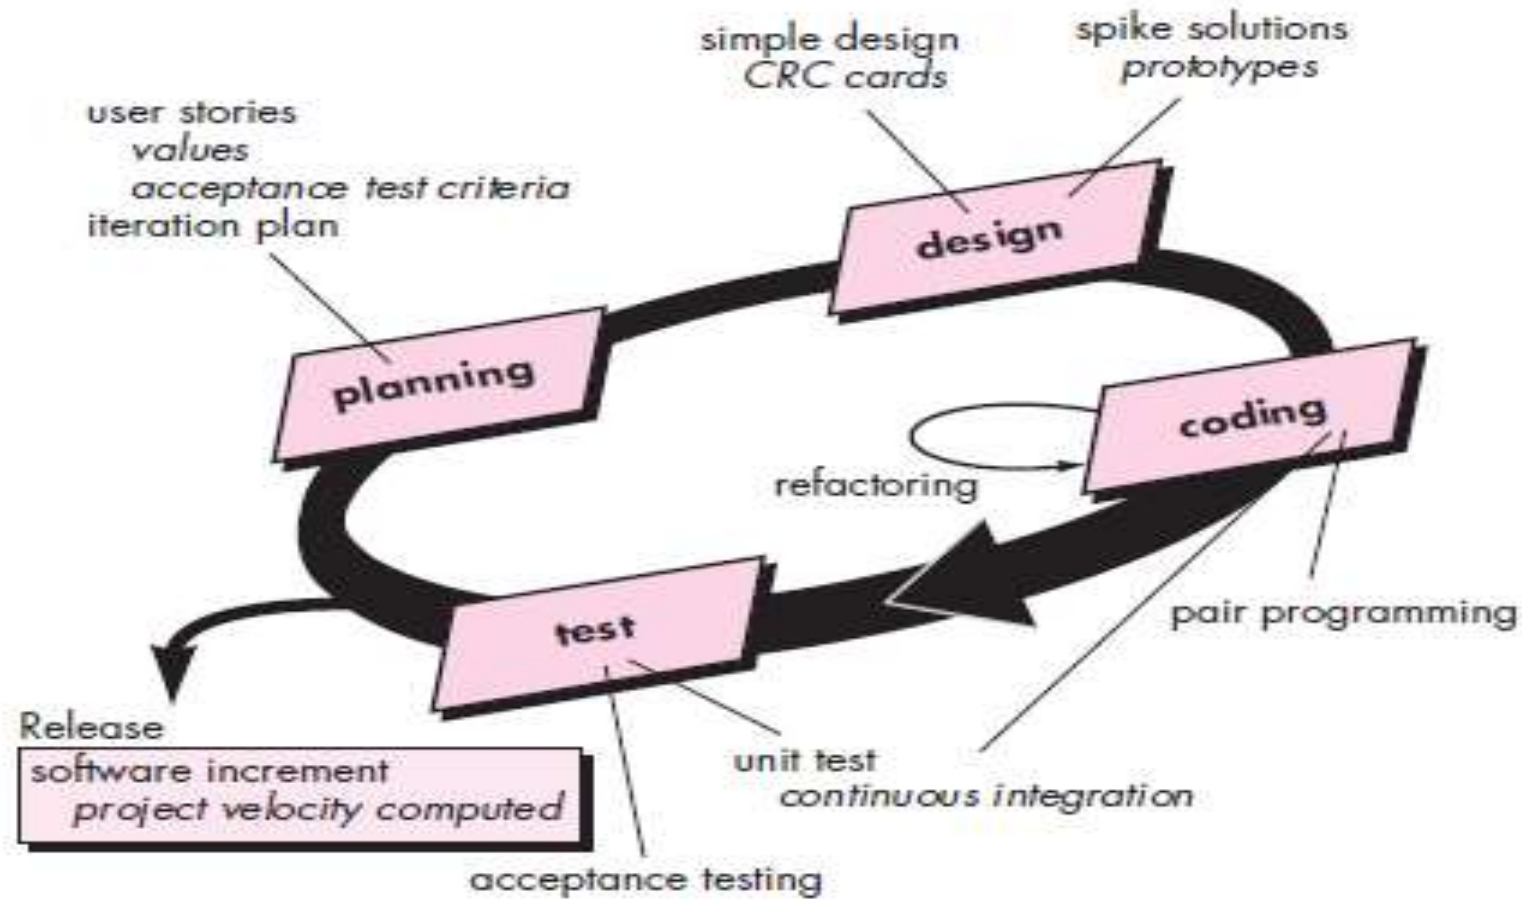 simple design
CRC cards
spike solutions
prototypes
user stories
values
acceptance test criteria
iteration plan
design
planning
coding
refactoring
test
pair programming
Release
software increment
project velocity computed
unit test
continuous integration
acceptance testing